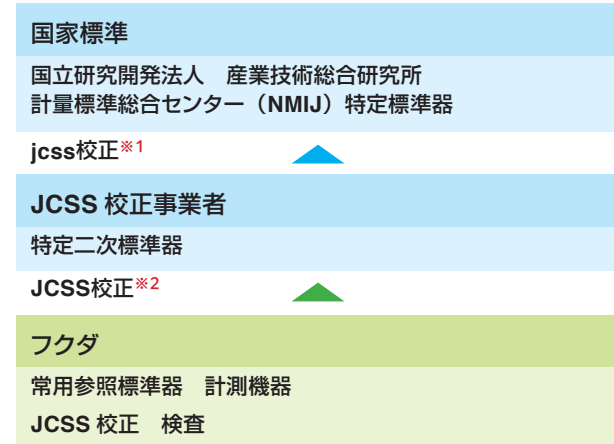 国家標準
国立研究開発法人　産業技術総合研究所
計量標準総合センター（NMIJ）特定標準器
jcss校正※1
JCSS 校正事業者
特定二次標準器
JCSS校正※2
フクダ
常用参照標準器　計測機器
JCSS 校正　検査